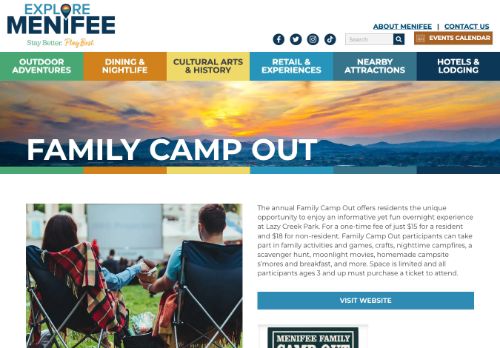 EXPLORE
MENIFEE
Stay Better. Play Best.
ABOUT MENIFEE | CONTACT US
Search
EVENTS CALENDAR
OUTDOOR
ADVENTURES
DINING &
NIGHTLIFE
CULTURAL ARTS
& HISTORY
RETAIL &
EXPERIENCES
NEARBY
ATTRACTIONS
HOTELS &
LODGING
FAMILY CAMP OUT
The annual Family Camp Out offers residents the unique
opportunity to enjoy an informative yet fun overnight experience
at Lazy Creek Park. For a one-time fee of just $15 for a resident
and $18 for non-resident, Family Camp Out participants can take
part in family activities and games, crafts, nighttime campfires, a
scavenger hunt, moonlight movies, homemade campsite
s'mores and breakfast, and more. Space is limited and all
participants ages 3 and up must purchase a ticket to attend.
VISIT WEBSITE
MENIFEE FAMILY
CAMP OUT